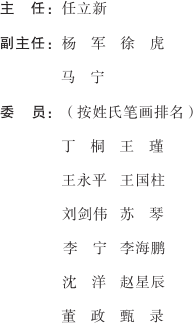 主　任：任立新
副主任：杨　军　徐　虎
马　宁
委　员：（按姓氏笔画排名）
丁　桐　王　瑾
王永平　王国柱
刘剑伟　苏　琴
李　宁　李海鹏
沈　洋　赵星辰
董　政　甄　录